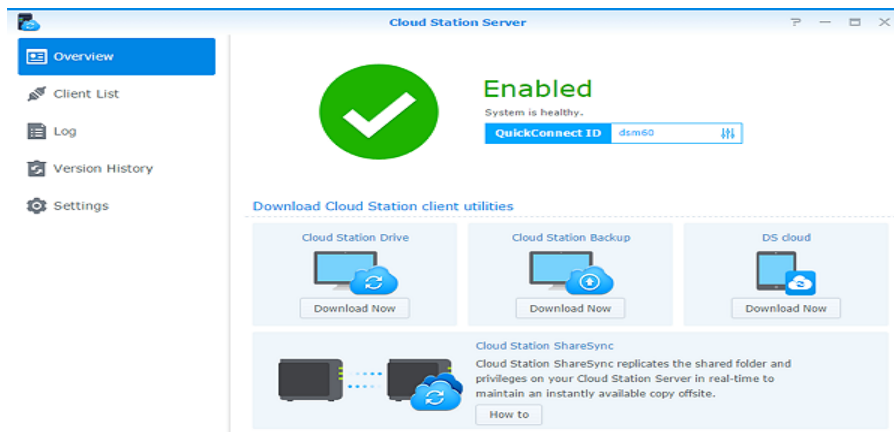 Cloud Station Server
Overview
Client List
Log
Version History
Settings
Enabled
System is healthy.
QuickConnect ID dsm60
Download Cloud Station client utilities
Cloud Station Drive
Download Now
Cloud Station Backup
Download Now
DS cloud
Download Now
Cloud Station ShareSync
Cloud Station ShareSync replicates the shared folder and
privileges on your Cloud Station Server in real-time to
maintain an instantly available copy offsite.
How to